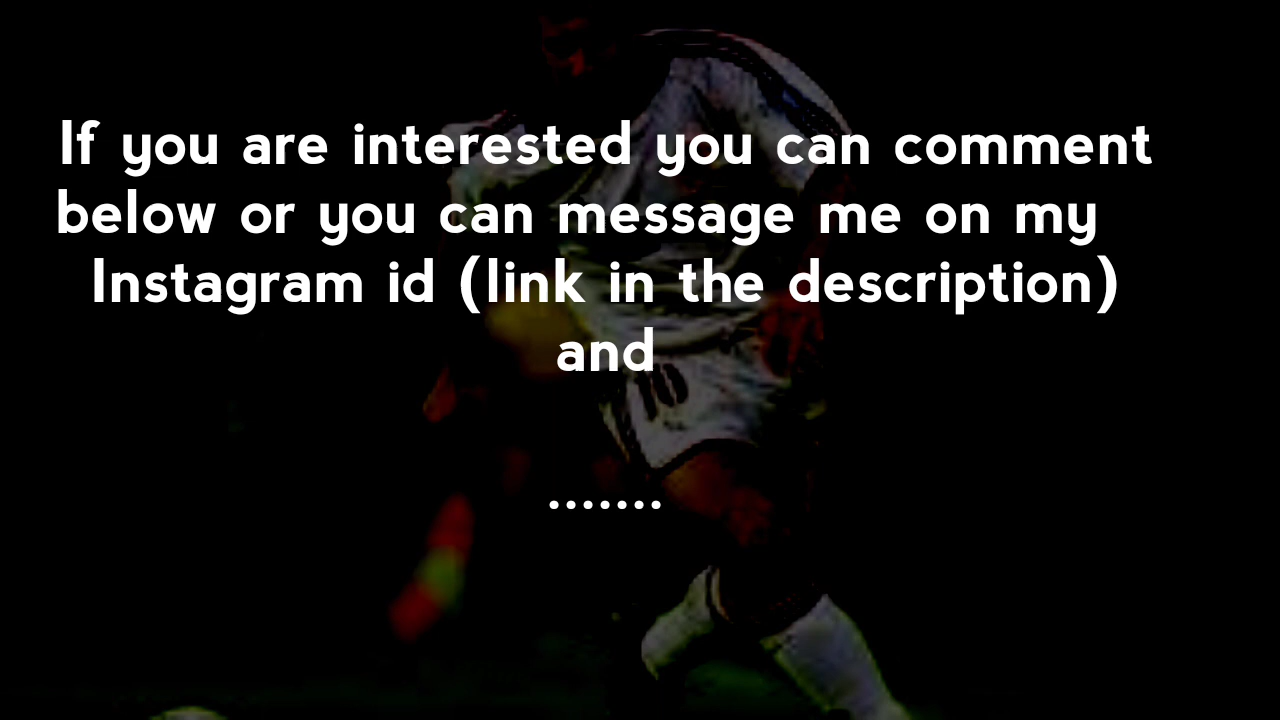 If you are interested you can comment
below or you can message me on my
Instagram id (link in the description)
and
.......
10